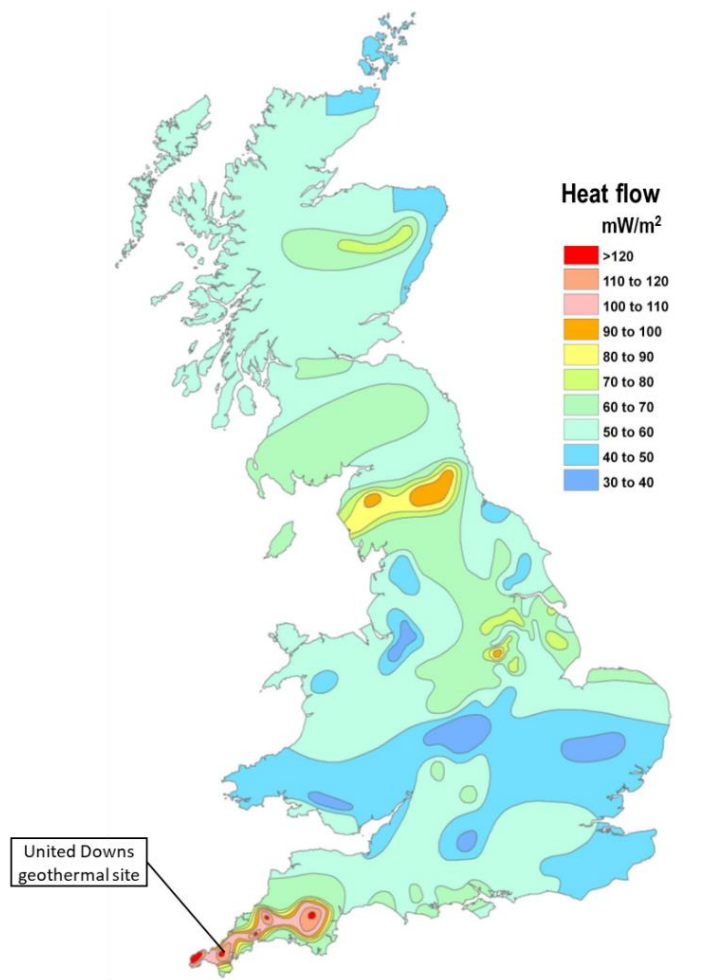 Heat flow
mW/m²
>120
110 to 120
100 to 110
90 to 100
80 to 90
70 to 80
60 to 70
50 to 60
40 to 50
30 to 40
United Downs
geothermal site